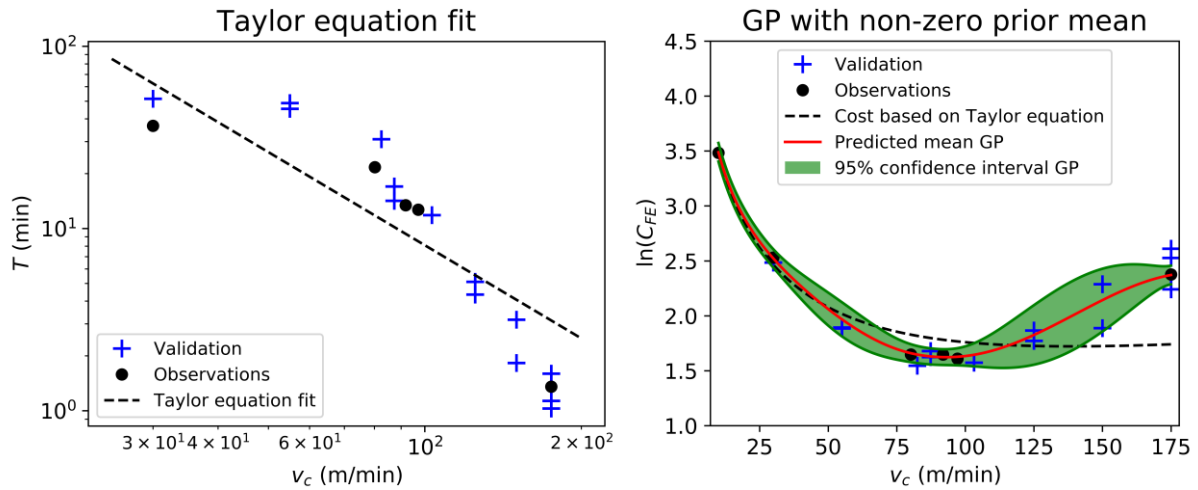 Taylor equation fit
10²
10¹
10⁰
T (min)
Validation
Observations
Taylor equation fit
3 × 10¹
4 × 10¹
6 × 10¹
10²
2 × 10²
v_c (m/min)
GP with non-zero prior mean
4.5
4.0
3.5
3.0
2.5
2.0
1.5
1.0
ln(C_FE)
Validation
Observations
Cost based on Taylor equation
Predicted mean GP
95% confidence interval GP
25
50
75
100
125
150
175
v_c (m/min)